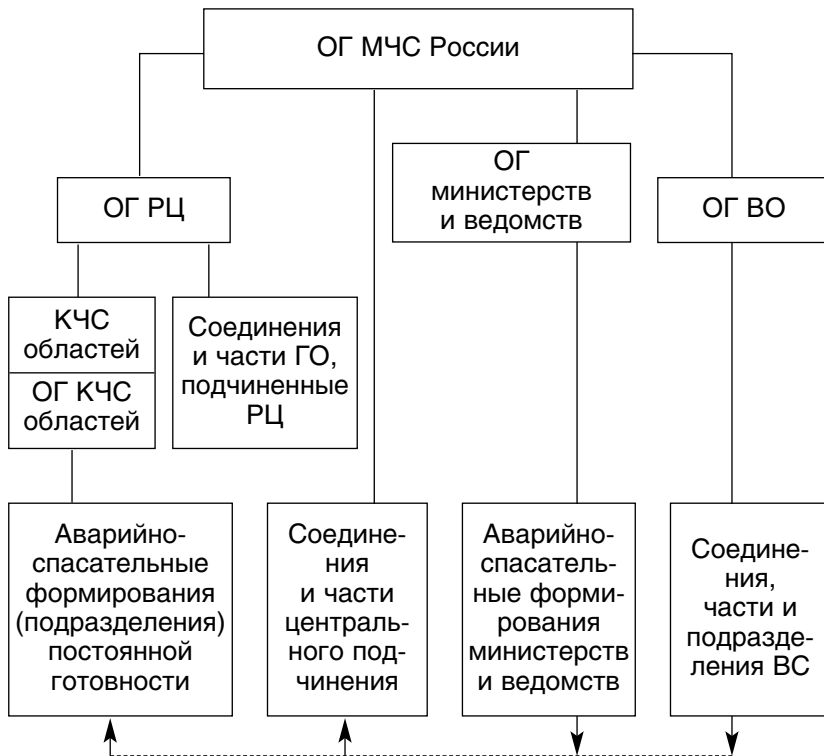 ОГ МЧС России
ОГ РЦ
ОГ
министерств
и ведомств
ОГ ВО
КЧС
областей
ОГ КЧС
областей
Соединения
и части ГО,
подчиненные
РЦ
Аварийно-
спасательные
формирования
(подразделения)
постоянной
готовности
Соедине-
ния
и части
централь-
ного под-
чинения
Аварийно-
спасатель-
ные форми-
рования
министерств
и ведомств
Соедине-
ния,
части и
подразде-
ления ВС